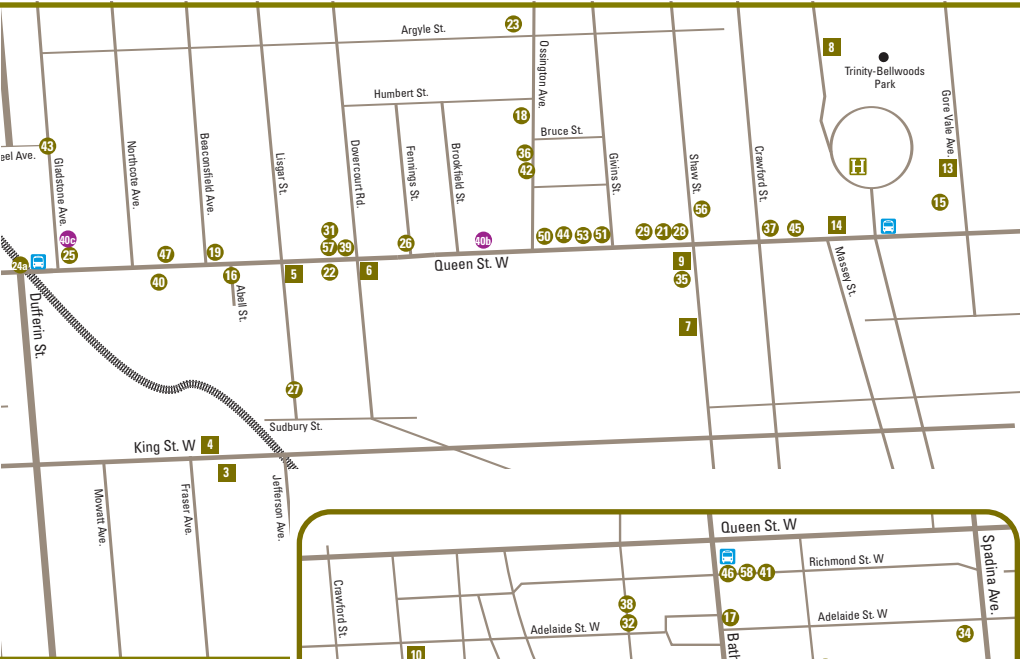 Argyle St.
23
8
Trinity-Bellwoods
Park
Ossington Ave.
Gore Vale Ave.
Humbert St.
18
Bruce St.
43
eel Ave.
Gladstone Ave.
Northcote Ave.
Beaconsfield Ave.
Lisgar St.
Dovercourt Rd.
Fennings St.
Brookfield St.
36
42
Givins St.
Shaw St.
Crawford St.
H
13
15
56
40c
25
47
19
31
57
39
26
40b
50
44
53
51
29
21
28
37
45
14
24a
40
16
Abell St.
5
22
6
Queen St. W
9
35
Massey St.
Dufferin St.
7
27
Sudbury St.
King St. W
4
3
Mowatt Ave.
Fraser Ave.
Jefferson Ave.
Queen St. W
Spadina Ave.
Richmond St. W
46
58
41
Crawford St.
38
32
17
Adelaide St. W
Adelaide St. W
34
10
Bath